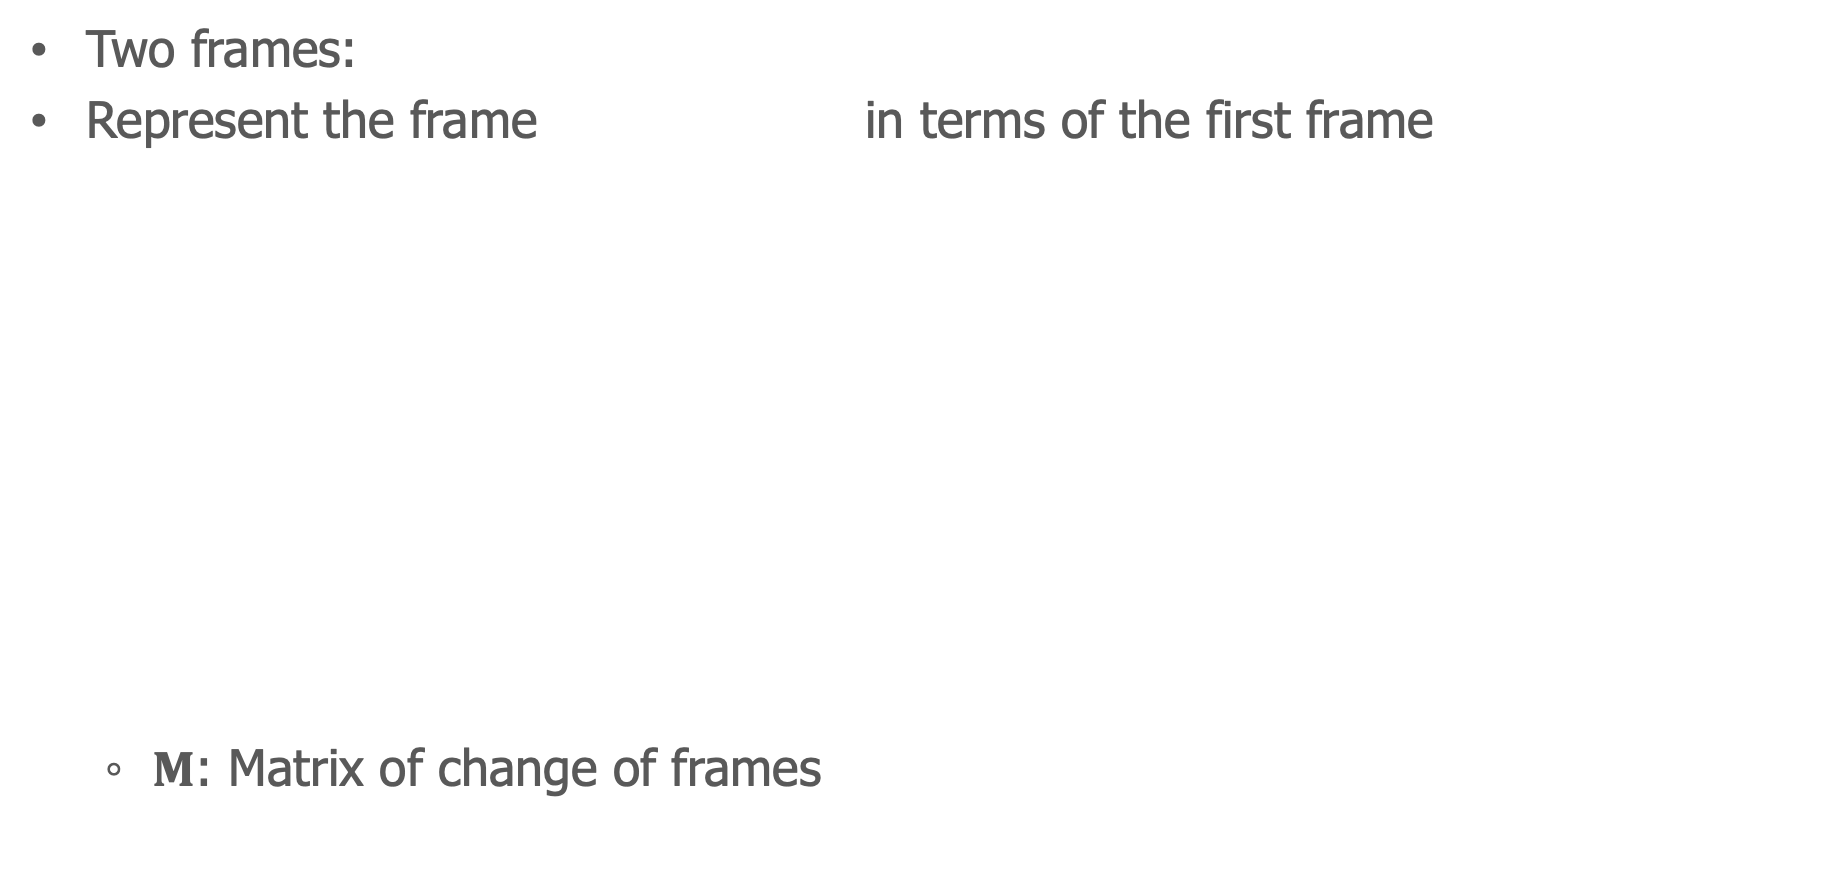 • Two frames:
• Represent the frame in terms of the first frame
◦ M: Matrix of change of frames